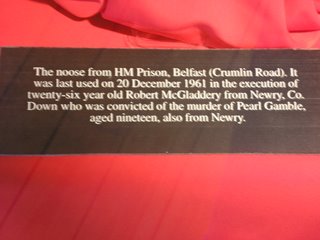 The noose from HM Prison, Belfast (Crumlin Road). It
was last used on 20 December 1961 in the execution of
twenty-six year old Robert McGladdery from Newry, Co.
Down who was convicted of the murder of Pearl Gamble,
aged nineteen, also from Newry.